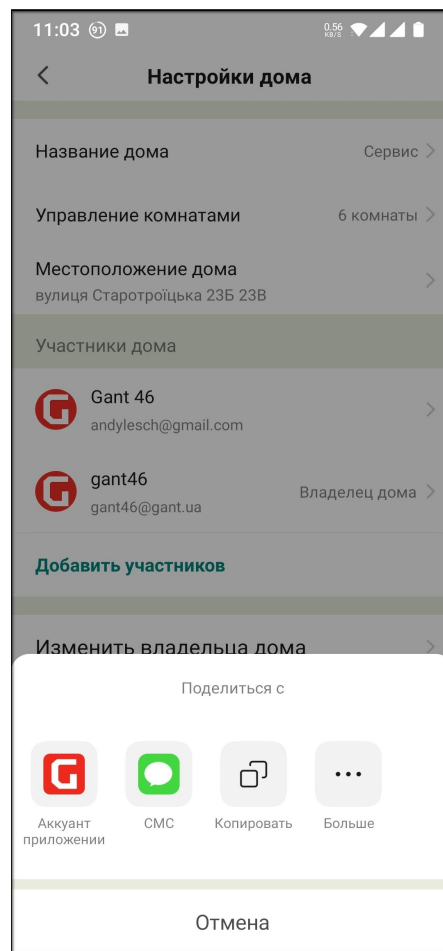 11:03 91 0.56 KB/S
Настройки дома
Название дома Сервис
Управление комнатами 6 комнаты
Местоположение дома
вулиця Старотроїцька 23Б 23В
Участники дома
Gant 46
andylesch@gmail.com
gant46
gant46@gant.ua Владелец дома
Добавить участников
Изменить владельца дома
Поделиться с
Аккуант приложении
СМС
Копировать
Больше
Отмена